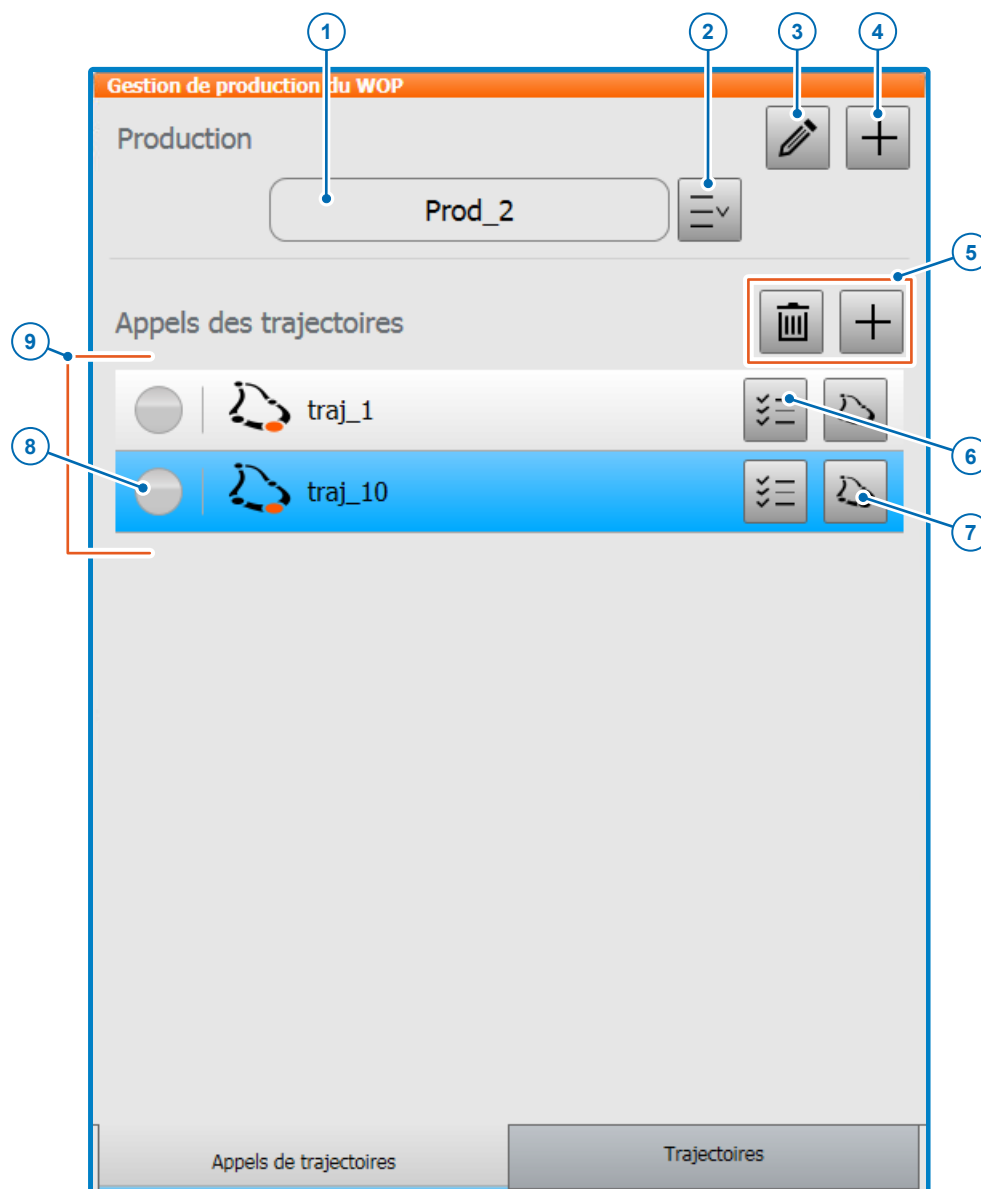 1
2
3
4
Gestion de production du WOP
Production
Prod_2
5
Appels des trajectoires
9
traj_1
6
8
traj_10
7
Appels de trajectoires
Trajectoires